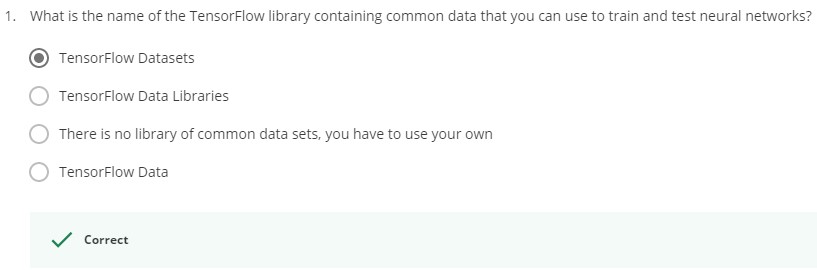 1. What is the name of the TensorFlow library containing common data that you can use to train and test neural networks?
TensorFlow Datasets
TensorFlow Data Libraries
There is no library of common data sets, you have to use your own
TensorFlow Data
Correct